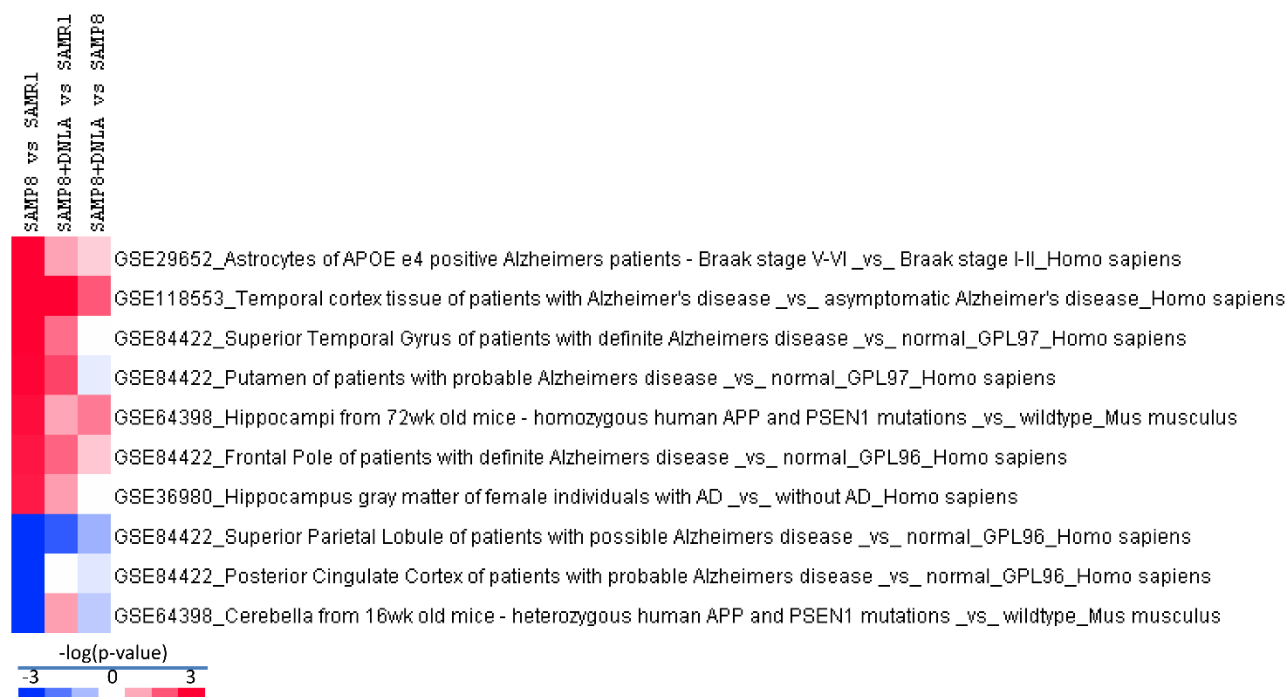 SAMP8 vs SAMR1
SAMP8+DNLA vs SAMR1
SAMP8+DNLA vs SAMP8
GSE29652_Astrocytes of APOE e4 positive Alzheimers patients - Braak stage V-VI _vs_ Braak stage I-II_Homo sapiens
GSE118553_Temporal cortex tissue of patients with Alzheimer's disease _vs_ asymptomatic Alzheimer's disease_Homo sapiens
GSE84422_Superior Temporal Gyrus of patients with definite Alzheimers disease _vs_ normal_GPL97_Homo sapiens
GSE84422_Putamen of patients with probable Alzheimers disease _vs_ normal_GPL97_Homo sapiens
GSE64398_Hippocampi from 72wk old mice - homozygous human APP and PSEN1 mutations _vs_ wildtype_Mus musculus
GSE84422_Frontal Pole of patients with definite Alzheimers disease _vs_ normal_GPL96_Homo sapiens
GSE36980_Hippocampus gray matter of female individuals with AD _vs_ without AD_Homo sapiens
GSE84422_Superior Parietal Lobule of patients with possible Alzheimers disease _vs_ normal_GPL96_Homo sapiens
GSE84422_Posterior Cingulate Cortex of patients with probable Alzheimers disease _vs_ normal_GPL96_Homo sapiens
GSE64398_Cerebella from 16wk old mice - heterozygous human APP and PSEN1 mutations _vs_ wildtype_Mus musculus
-log(p-value)
-3 0 3